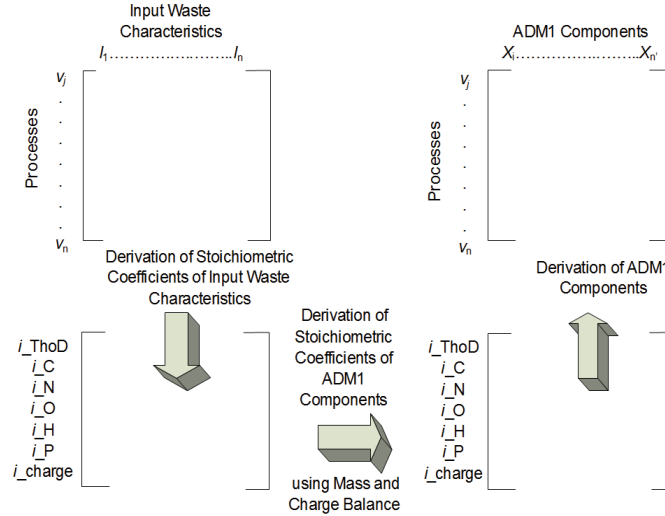 Input Waste
Characteristics
I1........................In
Processes
vj
.
.
.
.
.
.
.
vn
ADM1 Components
Xi........................Xn'
Processes
vj
.
.
.
.
.
.
.
vn
Derivation of Stoichiometric
Coefficients of Input Waste
Characteristics
Derivation of ADM1
Components
i_ThoD
i_C
i_N
i_O
i_H
i_P
i_charge
Derivation of
Stoichiometric
Coefficients of
ADM1
Components
using Mass and
Charge Balance
i_ThoD
i_C
i_N
i_O
i_H
i_P
i_charge